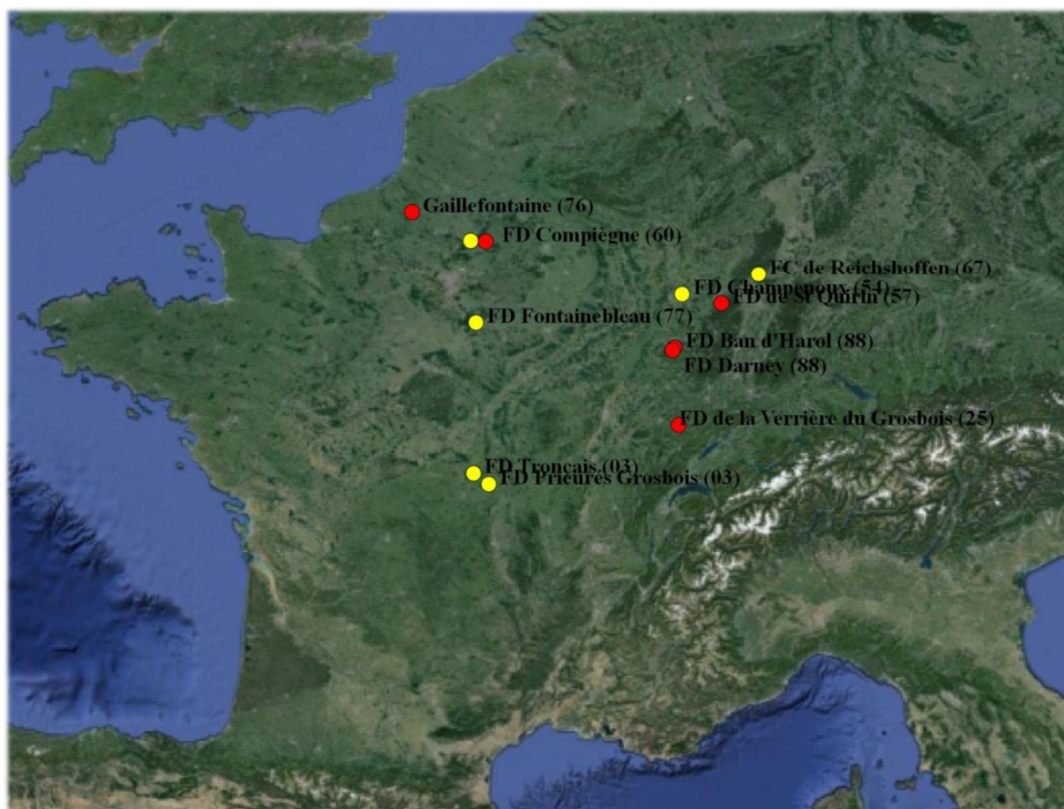 Gaillefontaine (76)
FD Compiègne (60)
FC de Reichshoffen (67)
FD Champenoux (54)
FD de St Quirin (57)
FD Fontainebleau (77)
FD Ban d'Harol (88)
FD Darney (88)
FD de la Verrière du Grosbois (25)
FD Tronçais (03)
FD Prieurés Grosbois (03)